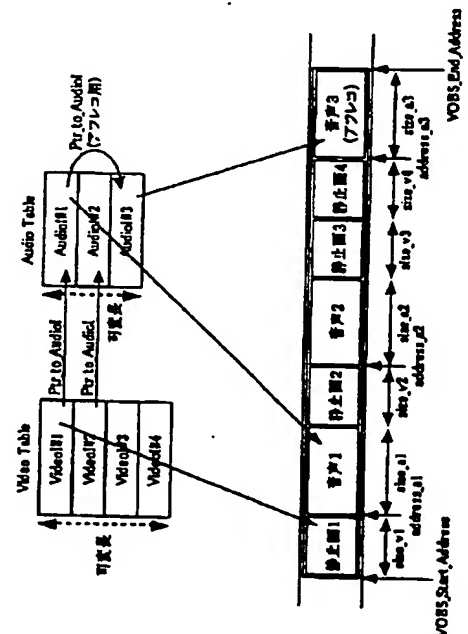 Video Table
Video#1
Video#2
Video#3
Video#4
可変長
Ptr_to_Audio
Ptr_to_Audio
Audio Table
Audio#1
Audio#2
Audio#3
可変長
Ptr_to_Audio
(アフレコ用)
静止画1
音声1
静止画2
音声2
静止画3
静止画4
音声3
(アフレコ)
size_v1
size_a1
size_v2
size_a2
size_v3
size_v4
size_a3
address_a1
address_a2
address_a3
VOBS_Start_Address
VOBS_End_Address